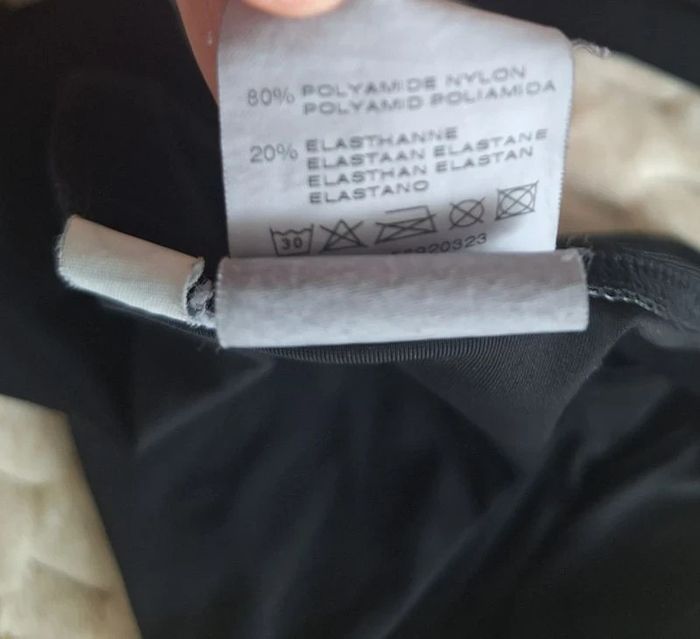 80% POLYAMIDE NYLON
POLYAMID POLIAMIDA
20% ELASTHANNE
ELASTAAN ELASTANE
ELASTHAN ELASTAN
ELASTANO
30